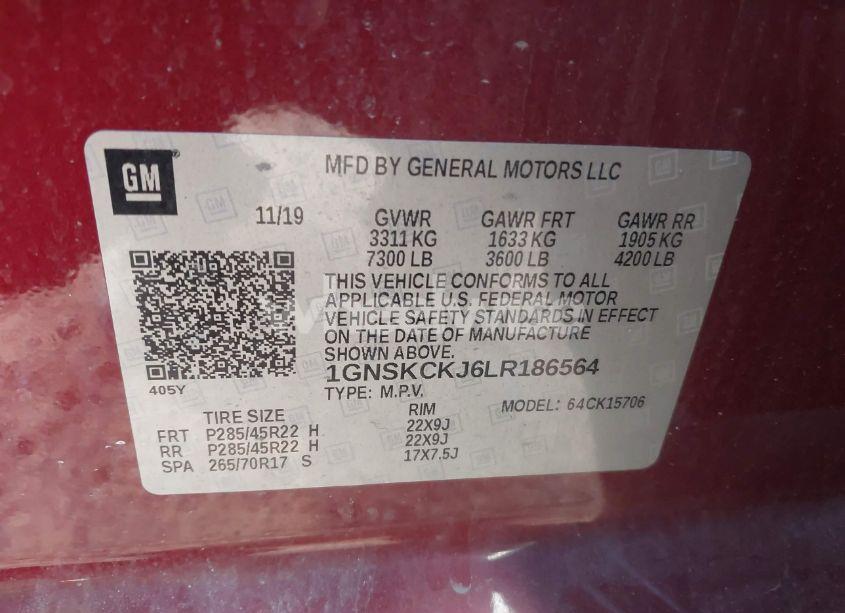 GM
MFD BY GENERAL MOTORS LLC
11/19 GVWR GAWR FRT GAWR RR
3311 KG 1633 KG 1905 KG
7300 LB 3600 LB 4200 LB
THIS VEHICLE CONFORMS TO ALL
APPLICABLE U.S. FEDERAL MOTOR
VEHICLE SAFETY STANDARDS IN EFFECT
ON THE DATE OF MANUFACTURE
SHOWN ABOVE.
1GNSKCKJ6LR186564
405Y
TYPE: M.P.V. MODEL: 64CK15706
TIRE SIZE RIM
FRT P285/45R22 H 22X9J
RR P285/45R22 H 22X9J
SPA 265/70R17 S 17X7.5J